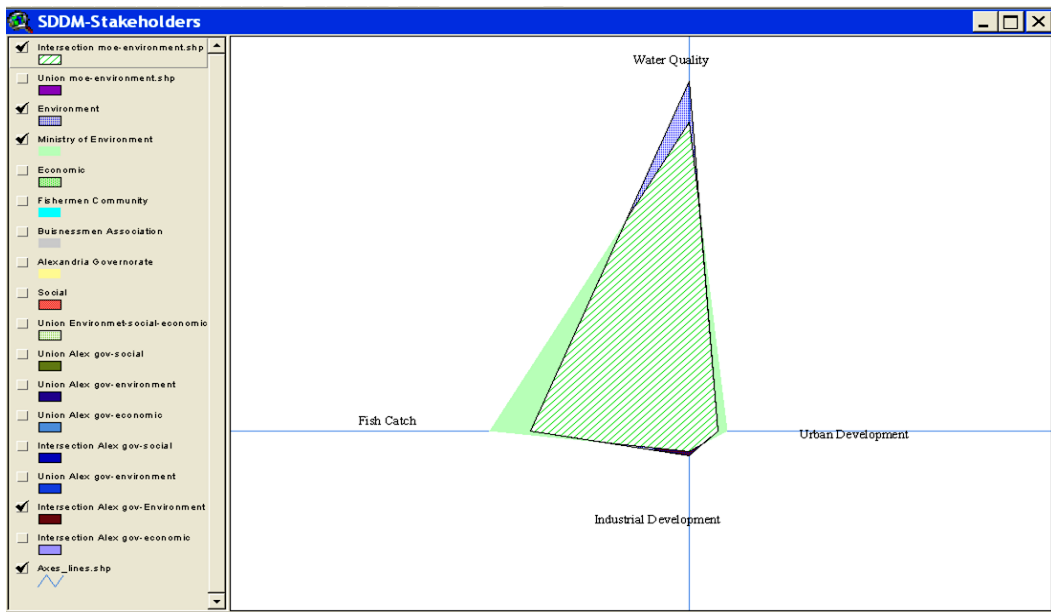 SDDM-Stakeholders
Intersection moe-environment.shp
Union moe-environment.shp
Environment
Ministry of Environment
Economic
Fishermen Community
Buisnessmen Association
Alexandria Governorate
Social
Union Environmet-social-economic
Union Alex gov-social
Union Alex gov-environment
Union Alex gov-economic
Intersection Alex gov-social
Union Alex gov-environment
Intersection Alex gov-Environment
Intersection Alex gov-economic
Axes_lines.shp
Water Quality
Fish Catch
Urban Development
Industrial Development